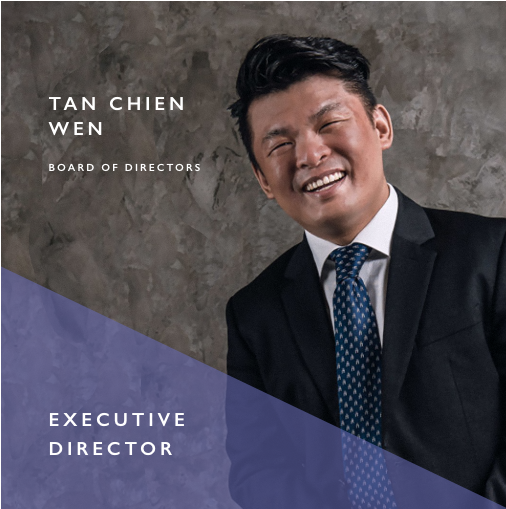 TAN CHIEN
WEN
BOARD OF DIRECTORS
EXECUTIVE
DIRECTOR